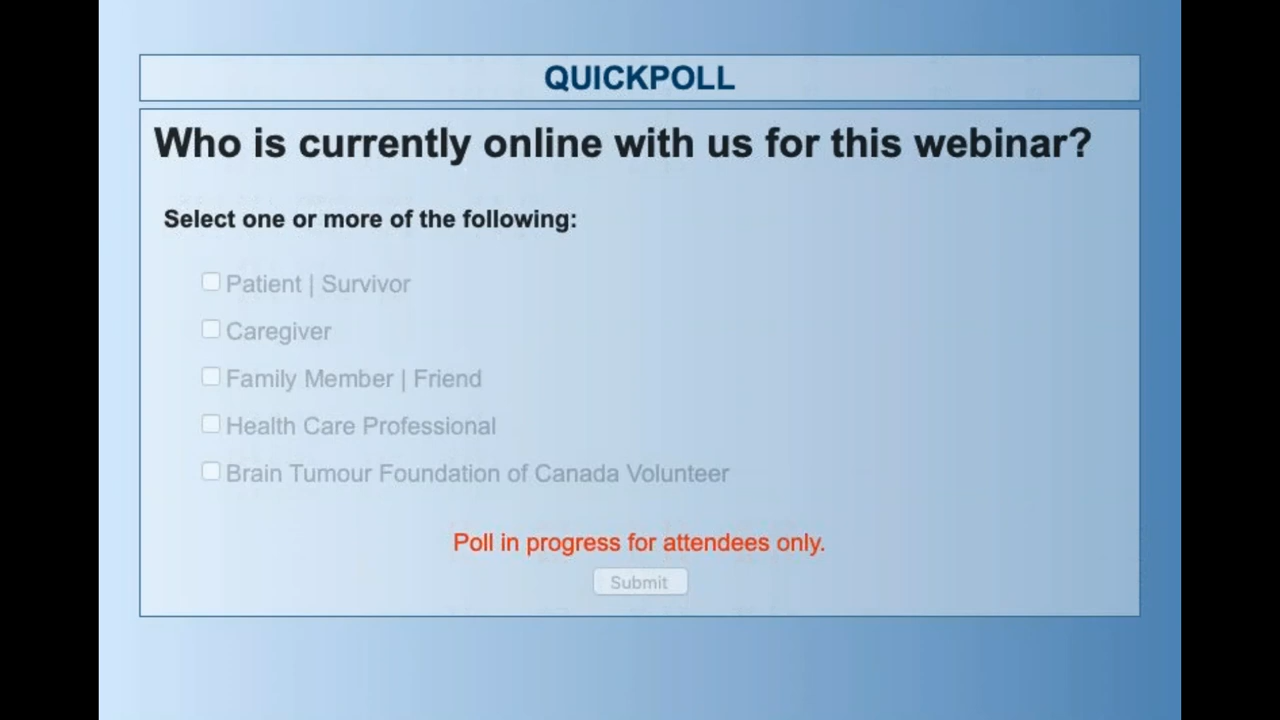 QUICKPOLL
Who is currently online with us for this webinar?
Select one or more of the following:
Patient | Survivor
Caregiver
Family Member | Friend
Health Care Professional
Brain Tumour Foundation of Canada Volunteer
Poll in progress for attendees only.
Submit